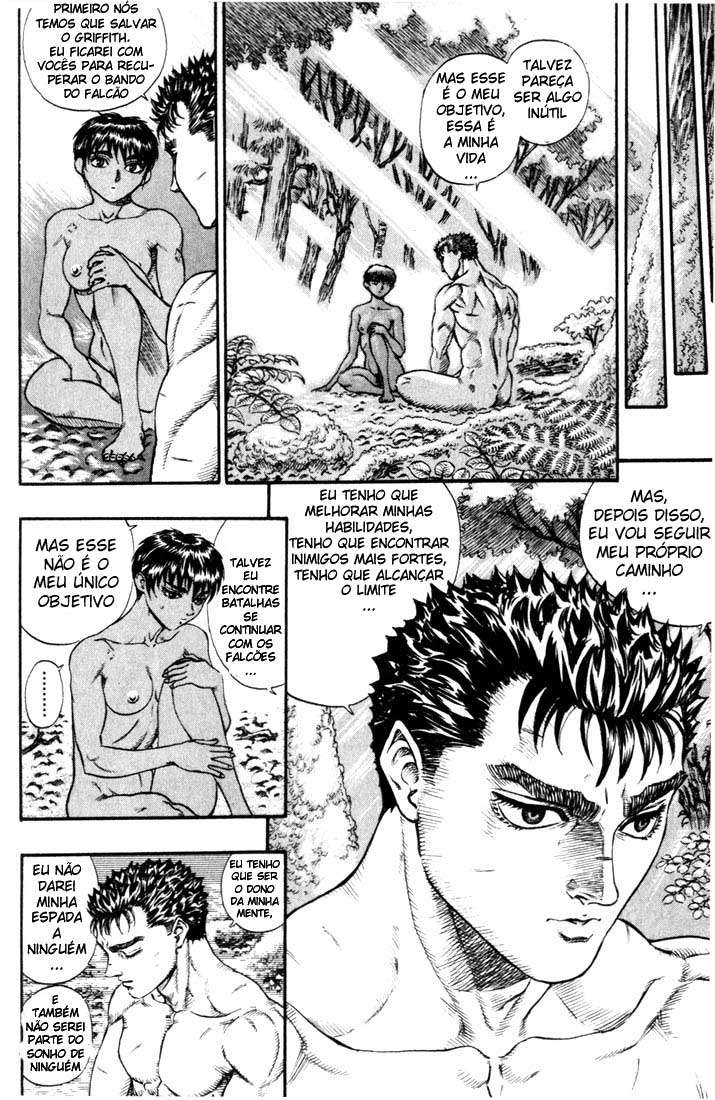 PRIMEIRO NÓS
TEMOS QUE SALVAR
O GRIFFITH.
EU FICAREI COM
VOCÊS PARA RECU-
PERAR O BANDO
DO FALCÃO
MAS ESSE
É O MEU
OBJETIVO,
ESSA É
A MINHA
VIDA
...
TALVEZ
PAREÇA
SER ALGO
INÚTIL
EU TENHO QUE
MELHORAR MINHAS
HABILIDADES,
TENHO QUE ENCONTRAR
INIMIGOS MAIS FORTES,
TENHO QUE ALCANÇAR
O LIMITE
...
MAS,
DEPOIS DISSO,
EU VOU SEGUIR
MEU PRÓPRIO
CAMINHO
...
MAS ESSE
NÃO É O
MEU ÚNICO
OBJETIVO
TALVEZ
EU
ENCONTRE
BATALHAS
SE
CONTINUAR
COM OS
FALCÕES
...
........
EU NÃO
DAREI
MINHA
ESPADA
A
NINGUÉM
...
EU TENHO
QUE SER
O DONO
DA MINHA
MENTE,
E
TAMBÉM
NÃO SEREI
PARTE DO
SONHO DE
NINGUÉM